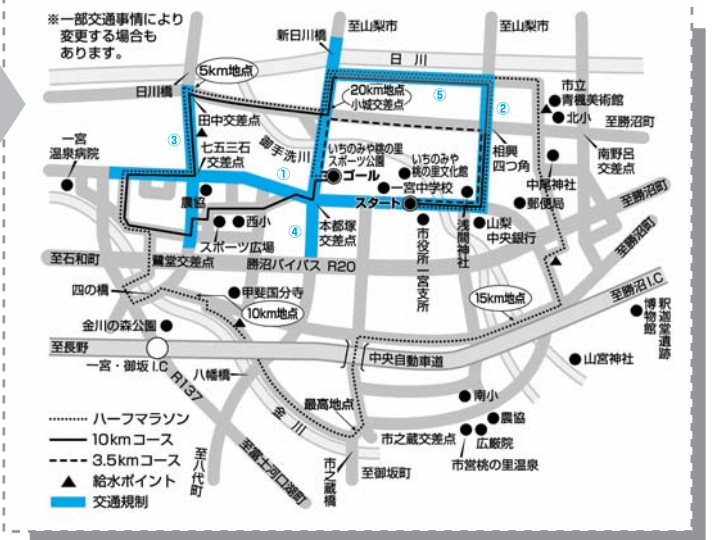 ※一部交通事情により
変更する場合も
あります。
至山梨市
至山梨市
新日川橋
日川
5km地点
日川橋
20km地点
小城交差点
⑤
②
市立
青楓美術館
北小
田中交差点
至勝沼町
③
七五三石
交差点
御手洗川
いちのみや桃の里
スポーツ公園
ゴール
いちのみや
桃の里文化館
相興
四つ角
南野呂
交差点
一宮
温泉病院
①
一宮中学校
中尾神社
農協
スタート
郵便局
至勝沼町
西小
スポーツ広場
④
本都塚
交差点
市役所一宮支所
浅間神社
山梨
中央銀行
至勝沼町
至石和町
鷺堂交差点
勝沼バイパス R20
四の橋
甲斐国分寺
10km地点
15km地点
至勝沼I.C
釈迦堂遺跡
博物館
金川の森公園
至長野
一宮・御坂I.C
中央自動車道
山宮神社
八幡橋
R137
金川
最高地点
南小
農協
広厳院
市之蔵交差点
市営桃の里温泉
至八代町
至富士河口湖町
市之蔵橋
至御坂町
ハーフマラソン
10kmコース
3.5kmコース
給水ポイント
交通規制